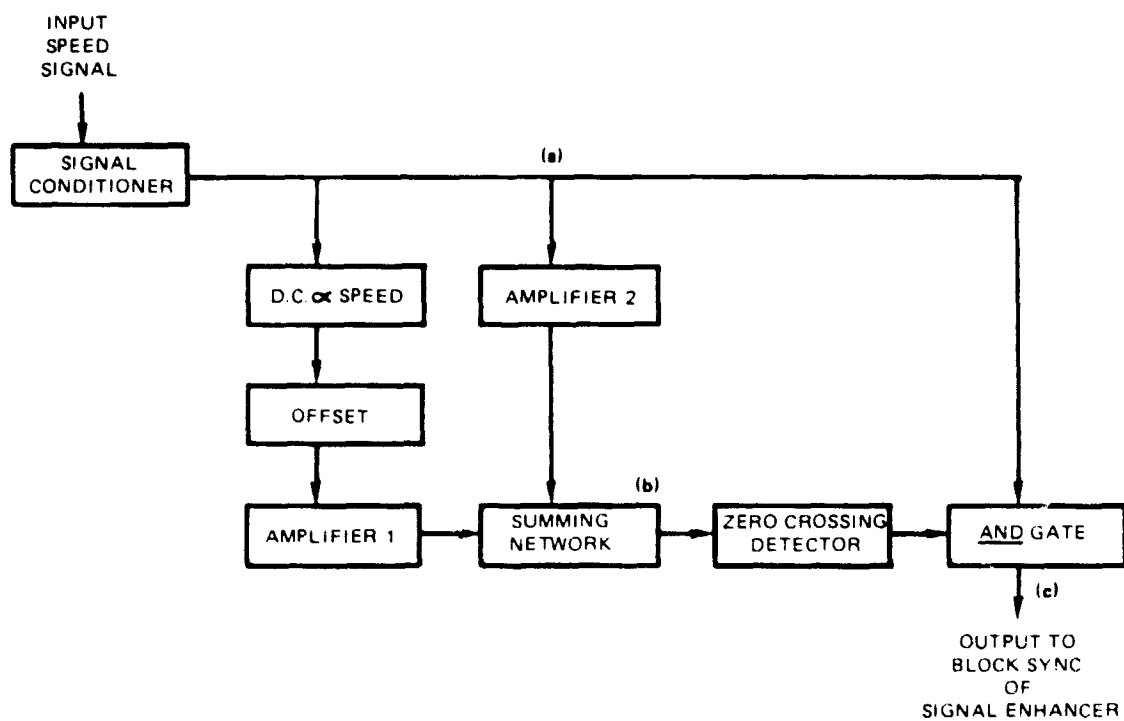 INPUT
SPEED
SIGNAL
SIGNAL
CONDITIONER
(a)
D.C. ∝ SPEED
AMPLIFIER 2
OFFSET
(b)
AMPLIFIER 1
SUMMING
NETWORK
ZERO CROSSING
DETECTOR
AND GATE
(c)
OUTPUT TO
BLOCK SYNC
OF
SIGNAL ENHANCER